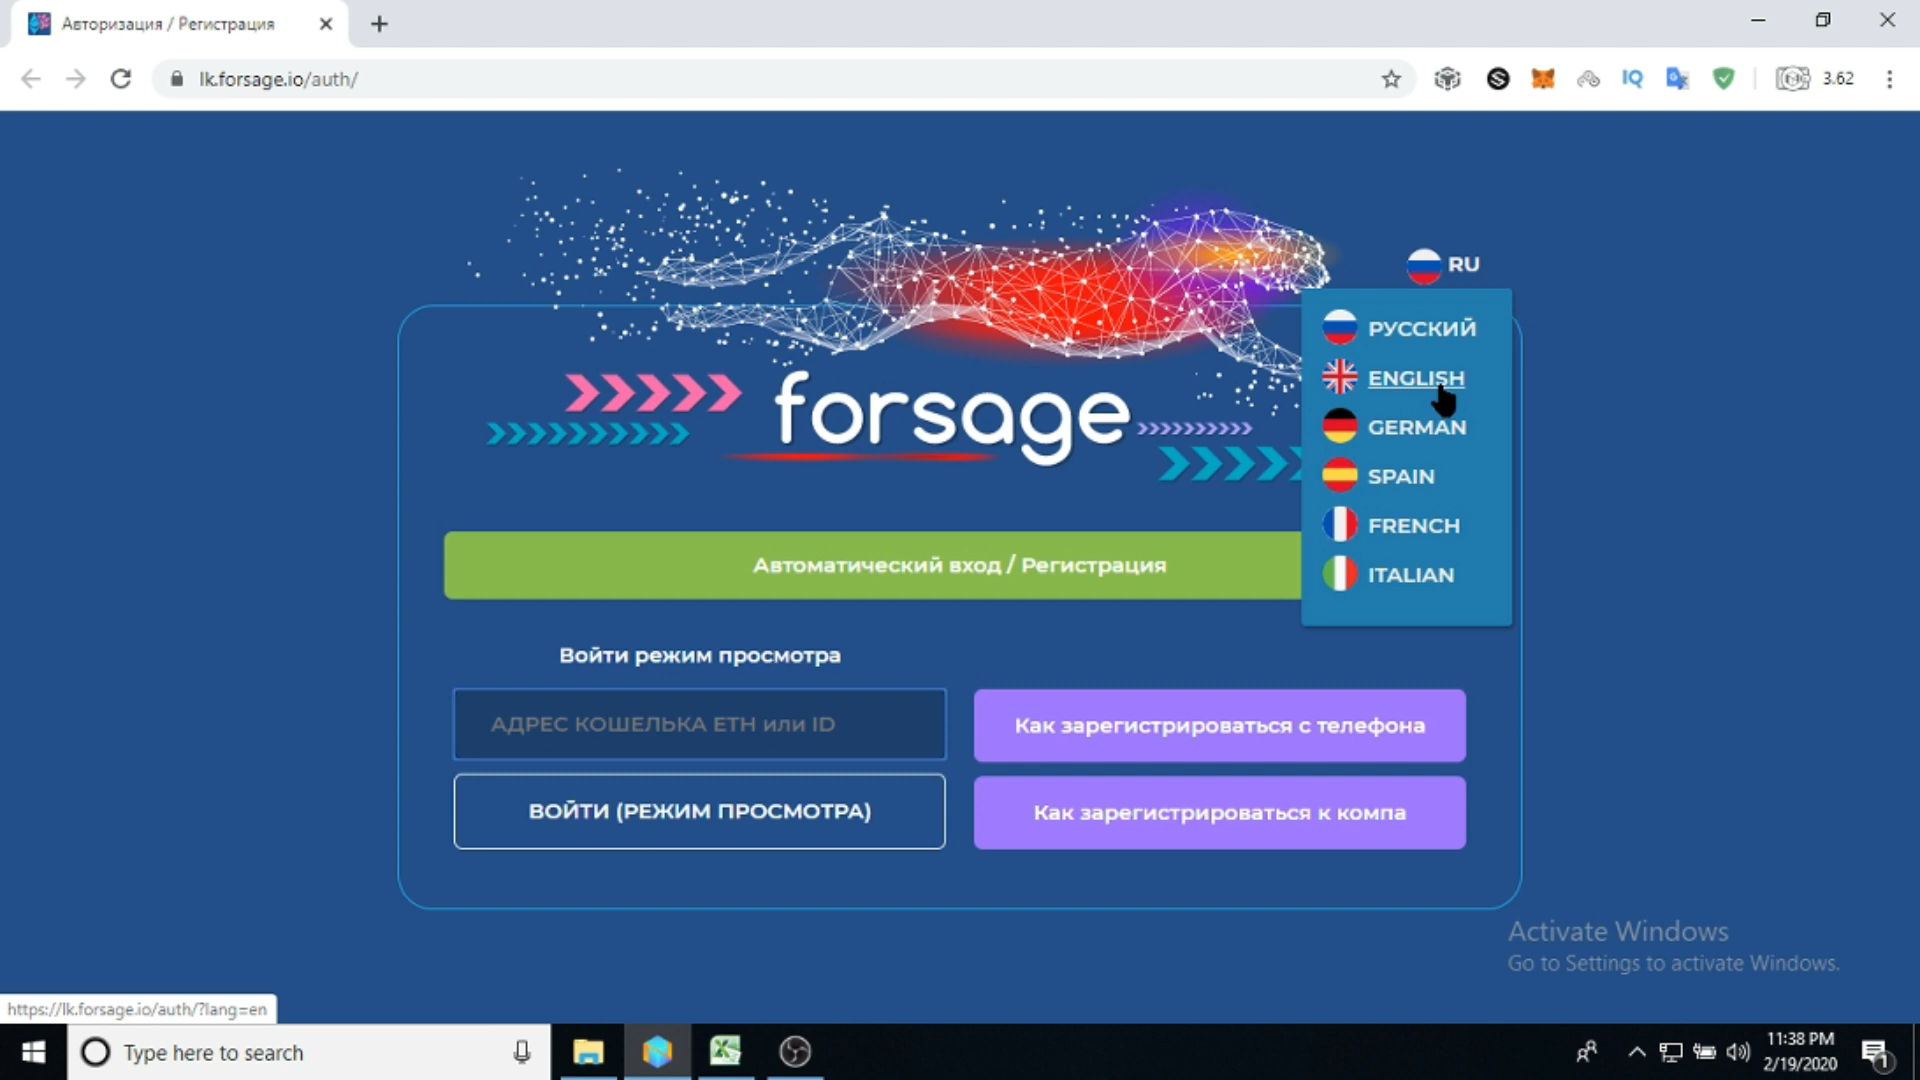 Авторизация / Регистрация
lk.forsage.io/auth/
IQ
3.62
RU
РУССКИЙ
ENGLISH
GERMAN
SPAIN
FRENCH
ITALIAN
forsage
Автоматический вход / Регистрация
Войти режим просмотра
АДРЕС КОШЕЛЬКА ETH или ID
Как зарегистрироваться с телефона
ВОЙТИ (РЕЖИМ ПРОСМОТРА)
Как зарегистрироваться к компа
Activate Windows
Go to Settings to activate Windows.
https://lk.forsage.io/auth/?lang=en
Type here to search
11:38 PM
2/19/2020
1